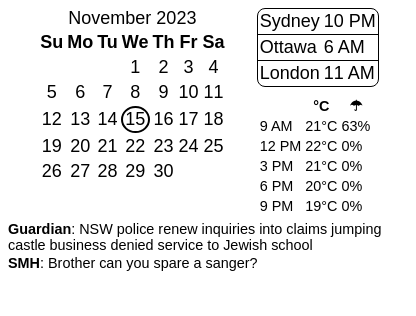 November 2023
Su Mo Tu We Th Fr Sa
1 2 3 4
5 6 7 8 9 10 11
12 13 14 15 16 17 18
19 20 21 22 23 24 25
26 27 28 29 30
Sydney 10 PM
Ottawa 6 AM
London 11 AM
°C ☂
9 AM 21°C 63%
12 PM 22°C 0%
3 PM 21°C 0%
6 PM 20°C 0%
9 PM 19°C 0%
Guardian: NSW police renew inquiries into claims jumping
castle business denied service to Jewish school
SMH: Brother can you spare a sanger?